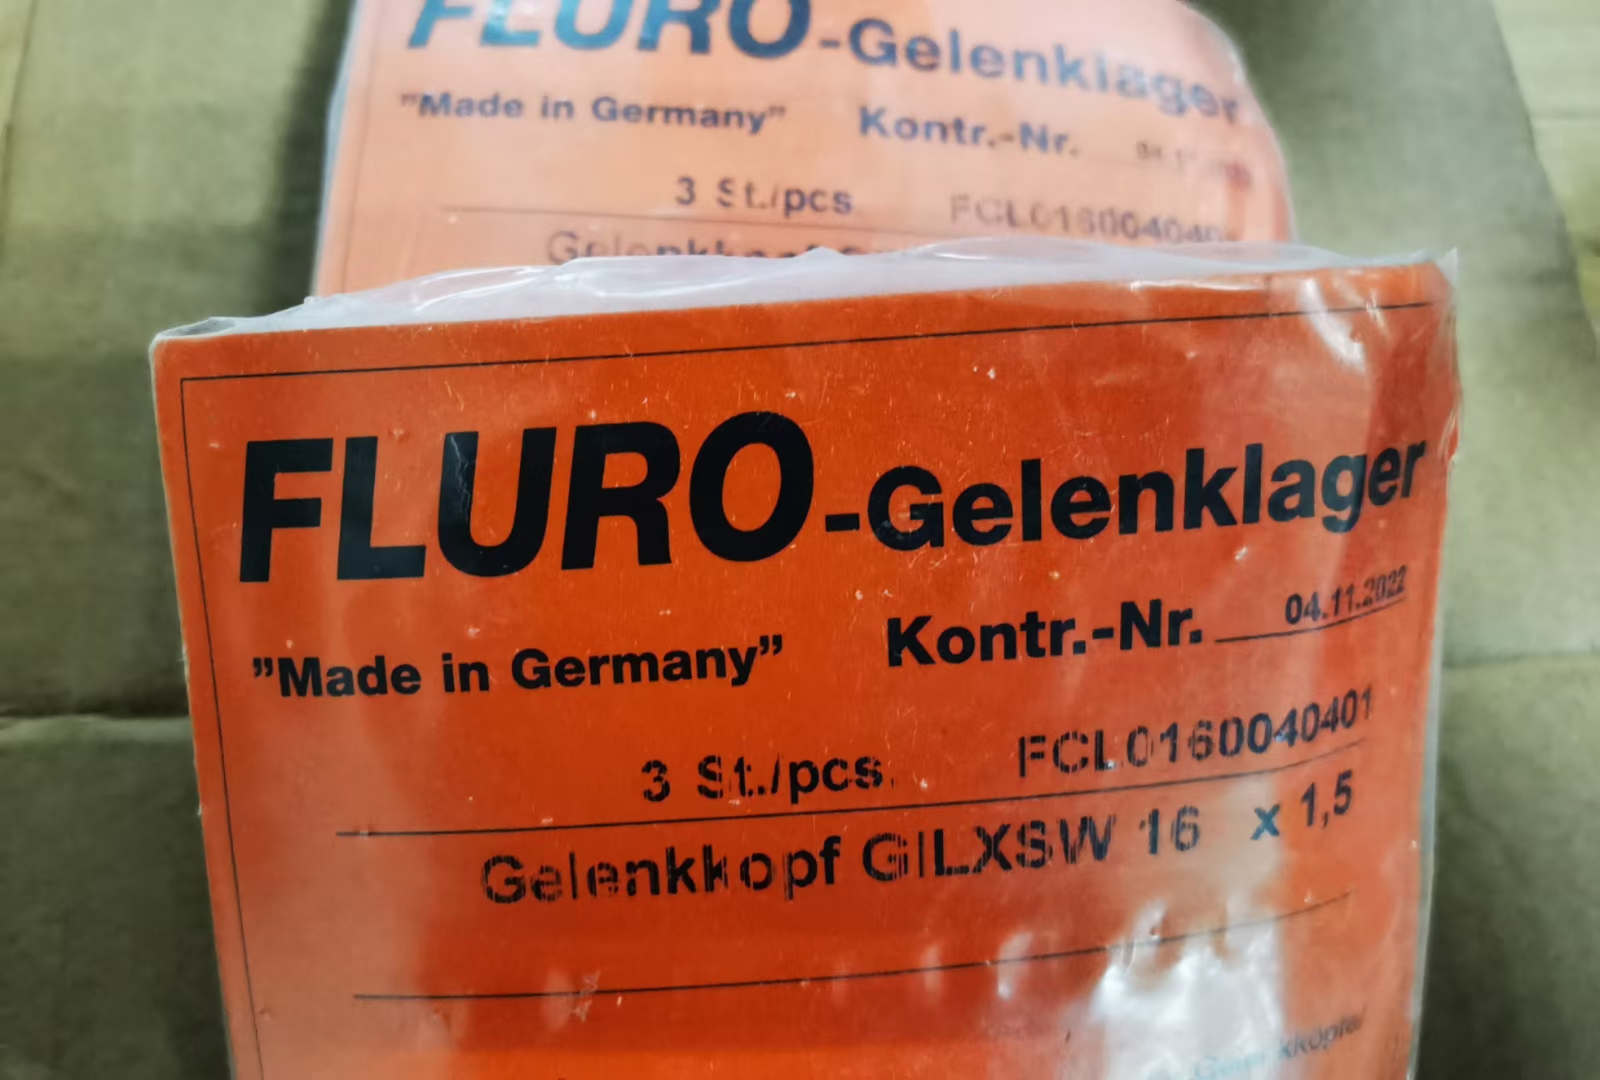 FLURO-Gelenklager
"Made in Germany" Kontr.-Nr.
3 St./pcs
FLURO-Gelenklager
”Made in Germany” Kontr.-Nr. 04.11.2022
3 St./pcs. FCL0160040401
Gelenkkopf GILXSW 16 x 1,5